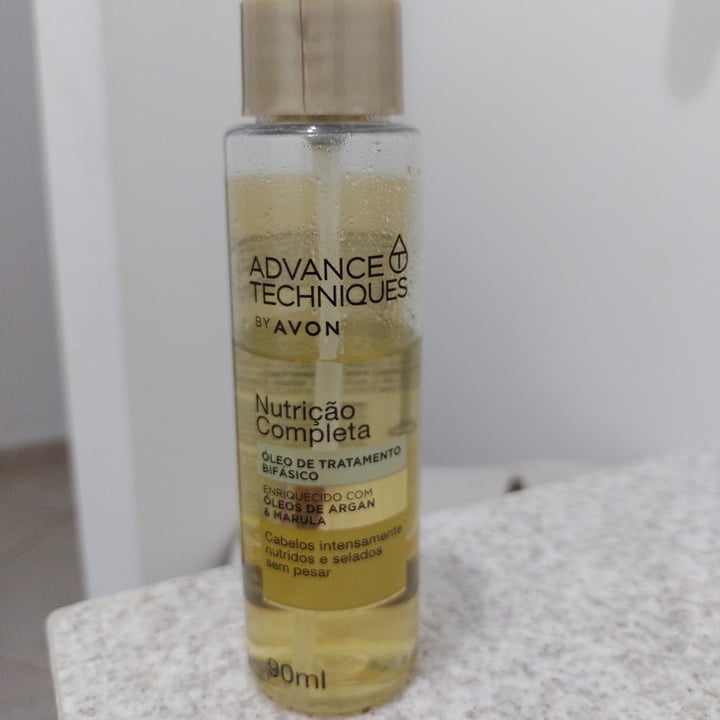 ADVANCE
TECHNIQUES
BY AVON
Nutrição
Completa
ÓLEO DE TRATAMENTO
BIFÁSICO
ENRIQUECIDO COM
ÓLEOS DE ARGAN
& MARULA
Cabelos intensamente
nutridos e selados
sem pesar
90ml